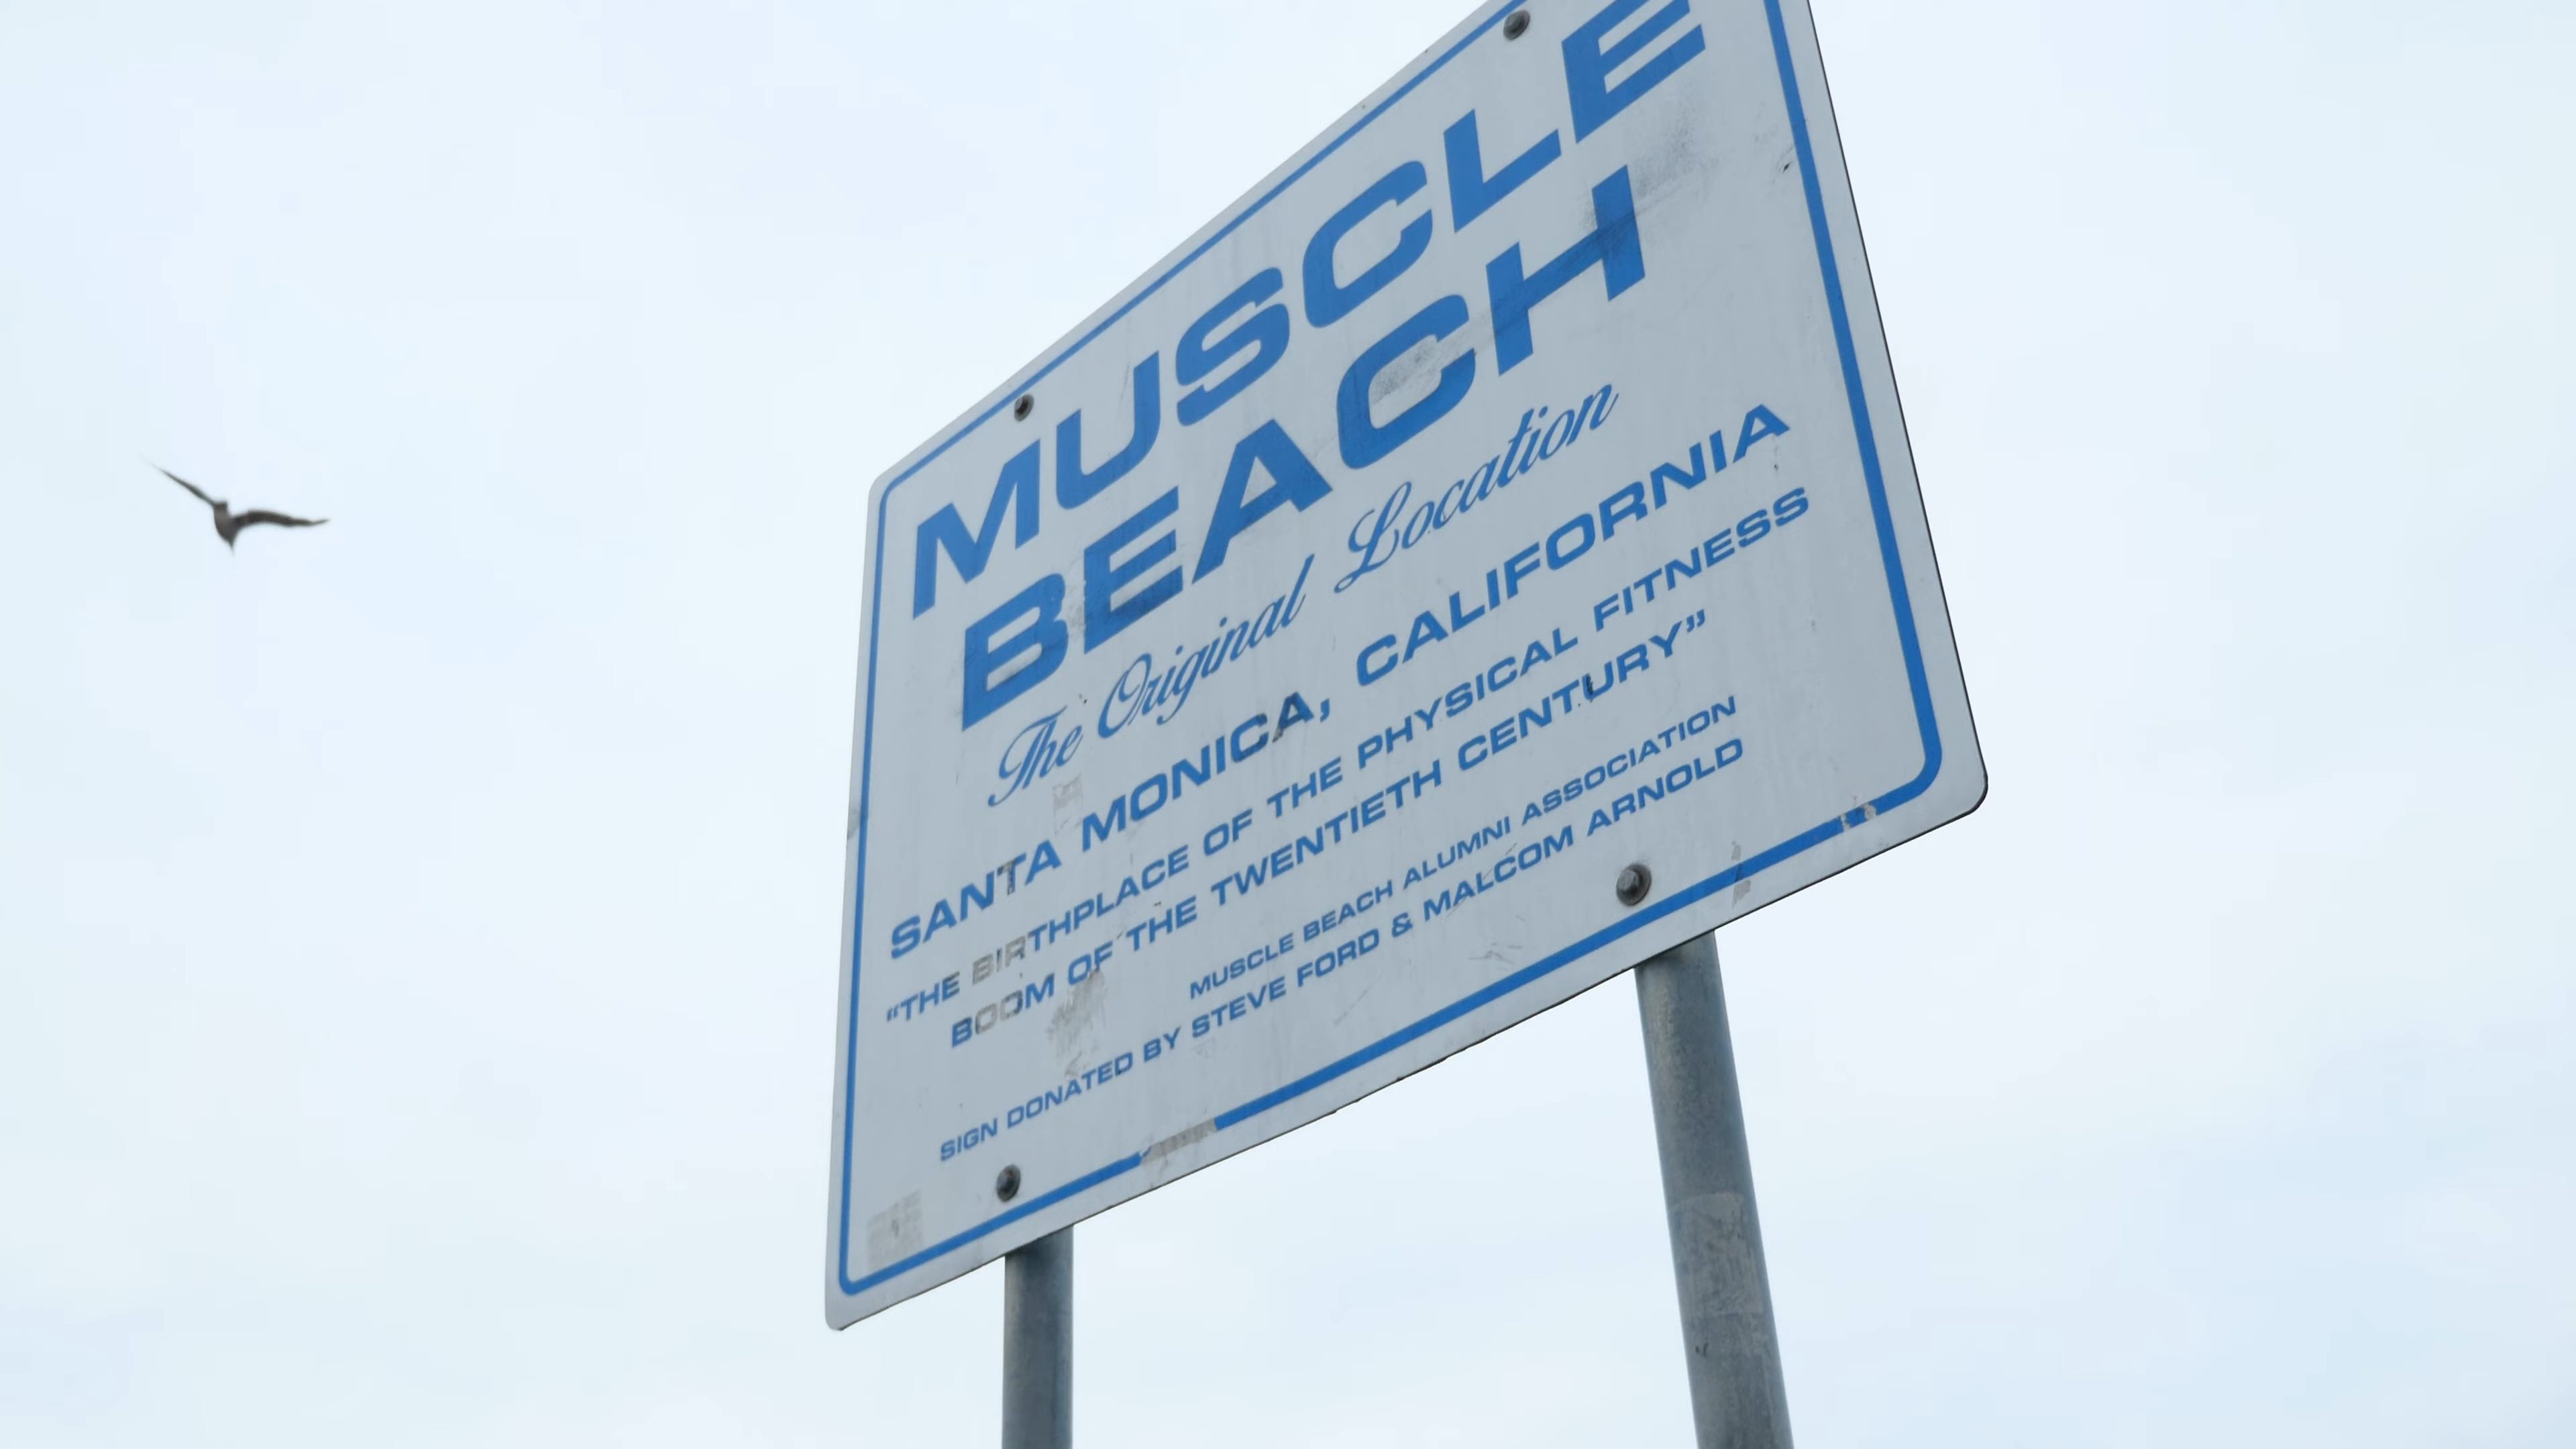 MUSCLE
BEACH
The Original Location
SANTA MONICA, CALIFORNIA
“THE BIRTHPLACE OF THE PHYSICAL FITNESS
BOOM OF THE TWENTIETH CENTURY”
MUSCLE BEACH ALUMNI ASSOCIATION
SIGN DONATED BY STEVE FORD & MALCOM ARNOLD